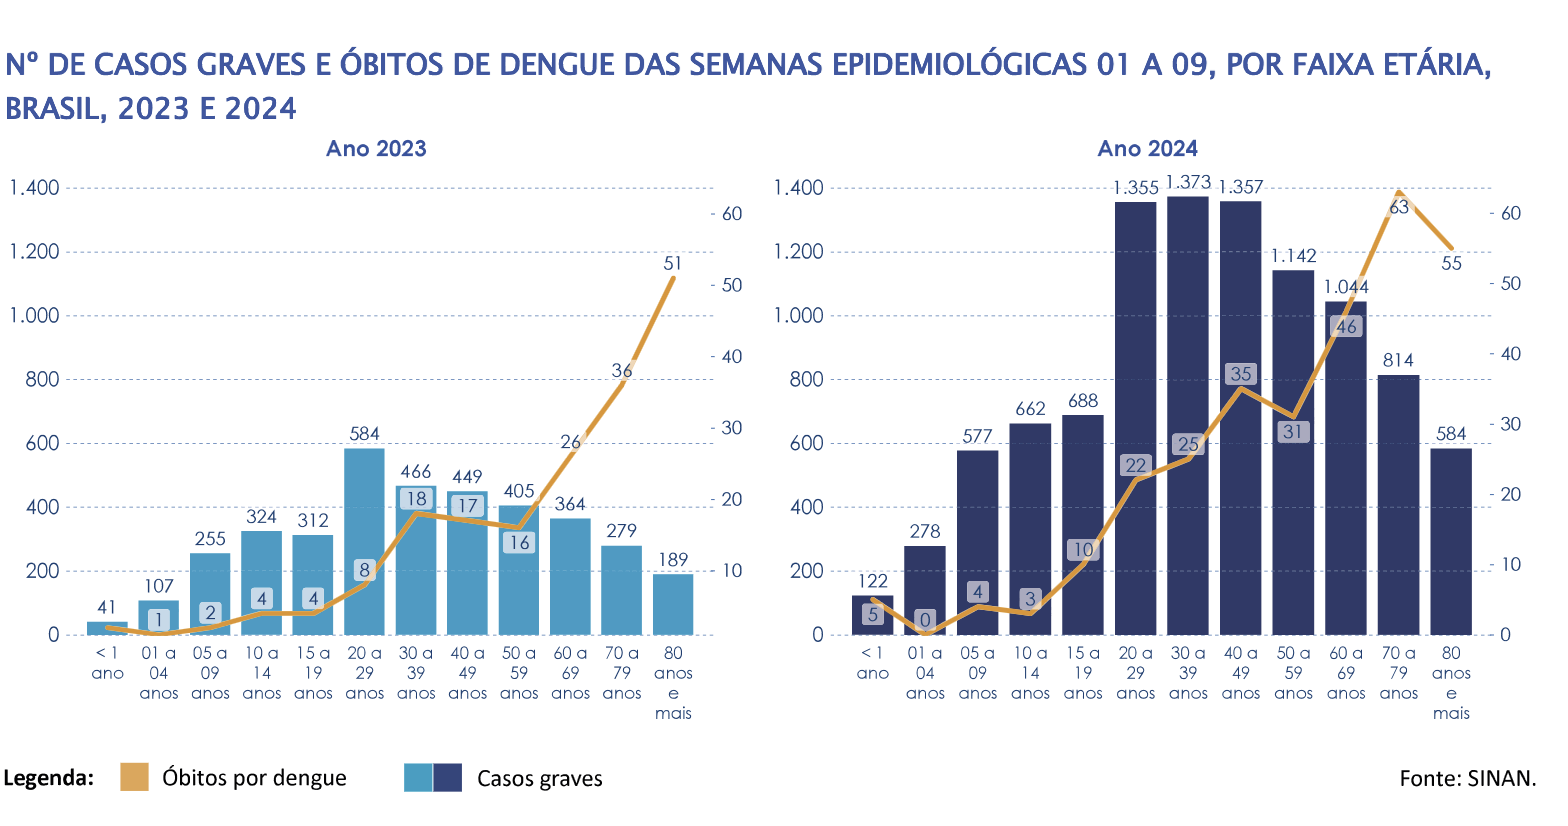 Nº DE CASOS GRAVES E ÓBITOS DE DENGUE DAS SEMANAS EPIDEMIOLÓGICAS 01 A 09, POR FAIXA ETÁRIA,
BRASIL, 2023 E 2024
Ano 2023
1.400
1.200
1.000
800
600
400
200
0
60
50
40
30
20
10
41
107
255
324
312
584
466
449
405
364
279
189
1
2
4
4
8
18
17
16
26
36
51
< 1 ano
01 a 04 anos
05 a 09 anos
10 a 14 anos
15 a 19 anos
20 a 29 anos
30 a 39 anos
40 a 49 anos
50 a 59 anos
60 a 69 anos
70 a 79 anos
80 anos e mais
Ano 2024
1.400
1.200
1.000
800
600
400
200
0
60
50
40
30
20
10
0
122
278
577
662
688
1.355
1.373
1.357
1.142
1.044
814
584
5
0
4
3
10
22
25
35
31
46
63
55
< 1 ano
01 a 04 anos
05 a 09 anos
10 a 14 anos
15 a 19 anos
20 a 29 anos
30 a 39 anos
40 a 49 anos
50 a 59 anos
60 a 69 anos
70 a 79 anos
80 anos e mais
Legenda: Óbitos por dengue Casos graves
Fonte: SINAN.